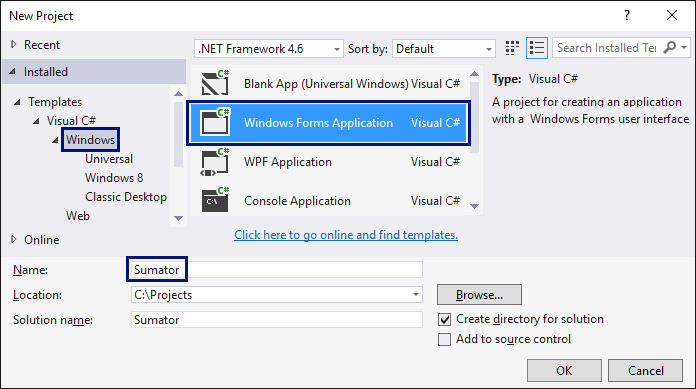 New Project
? ×
Recent
.NET Framework 4.6
Sort by:
Default
Search Installed Te
Installed
Templates
Visual C#
Windows
Universal
Windows 8
Classic Desktop
Web
Online
C#
Blank App (Universal Windows) Visual C#
C#
Windows Forms Application Visual C#
C#
WPF Application Visual C#
C#
C:\
Console Application Visual C#
Click here to go online and find templates.
Type: Visual C#
A project for creating an application
with a Windows Forms user interface
Name: Sumator
Location: C:\Projects
Browse...
Solution name: Sumator
Create directory for solution
Add to source control
OK
Cancel